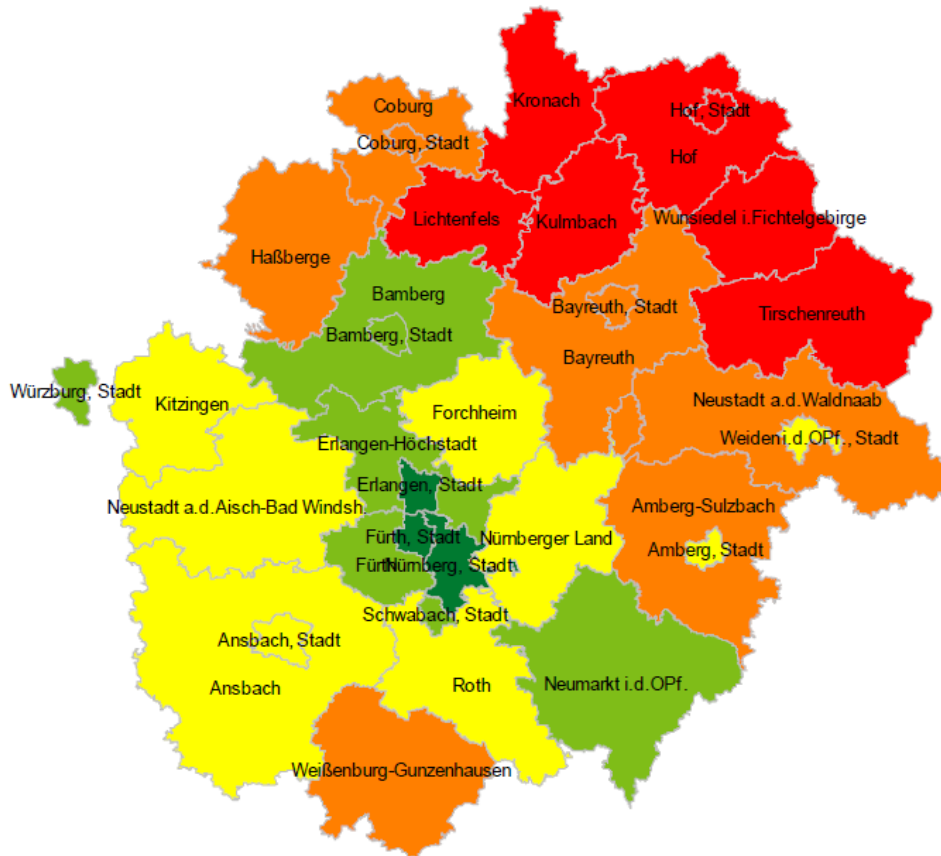 Kronach
Coburg
Hof, Stadt
Coburg, Stadt
Hof
Lichtenfels
Kulmbach
Wunsiedel i.Fichtelgebirge
Haßberge
Bamberg
Bayreuth, Stadt
Tirschenreuth
Bamberg, Stadt
Bayreuth
Würzburg, Stadt
Kitzingen
Forchheim
Neustadt a.d.Waldnaab
Erlangen-Höchstadt
Weiden i.d.OPf., Stadt
Erlangen, Stadt
Neustadt a.d.Aisch-Bad Windsh.
Amberg-Sulzbach
Fürth, Stadt
Nürnberger Land
Amberg, Stadt
Fürth
Nürnberg, Stadt
Schwabach, Stadt
Ansbach, Stadt
Ansbach
Roth
Neumarkt i.d.OPf.
Weißenburg-Gunzenhausen